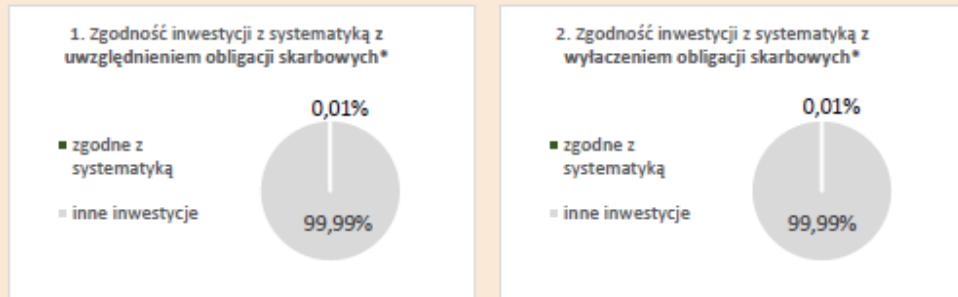 1. Zgodność inwestycji z systematyką z
uwzględnieniem obligacji skarbowych*
0,01%
zgodne z
systematyką
inne inwestycje
99,99%
2. Zgodność inwestycji z systematyką z
wyłaczeniem obligacji skarbowych*
0,01%
zgodne z
systematyką
inne inwestycje
99,99%